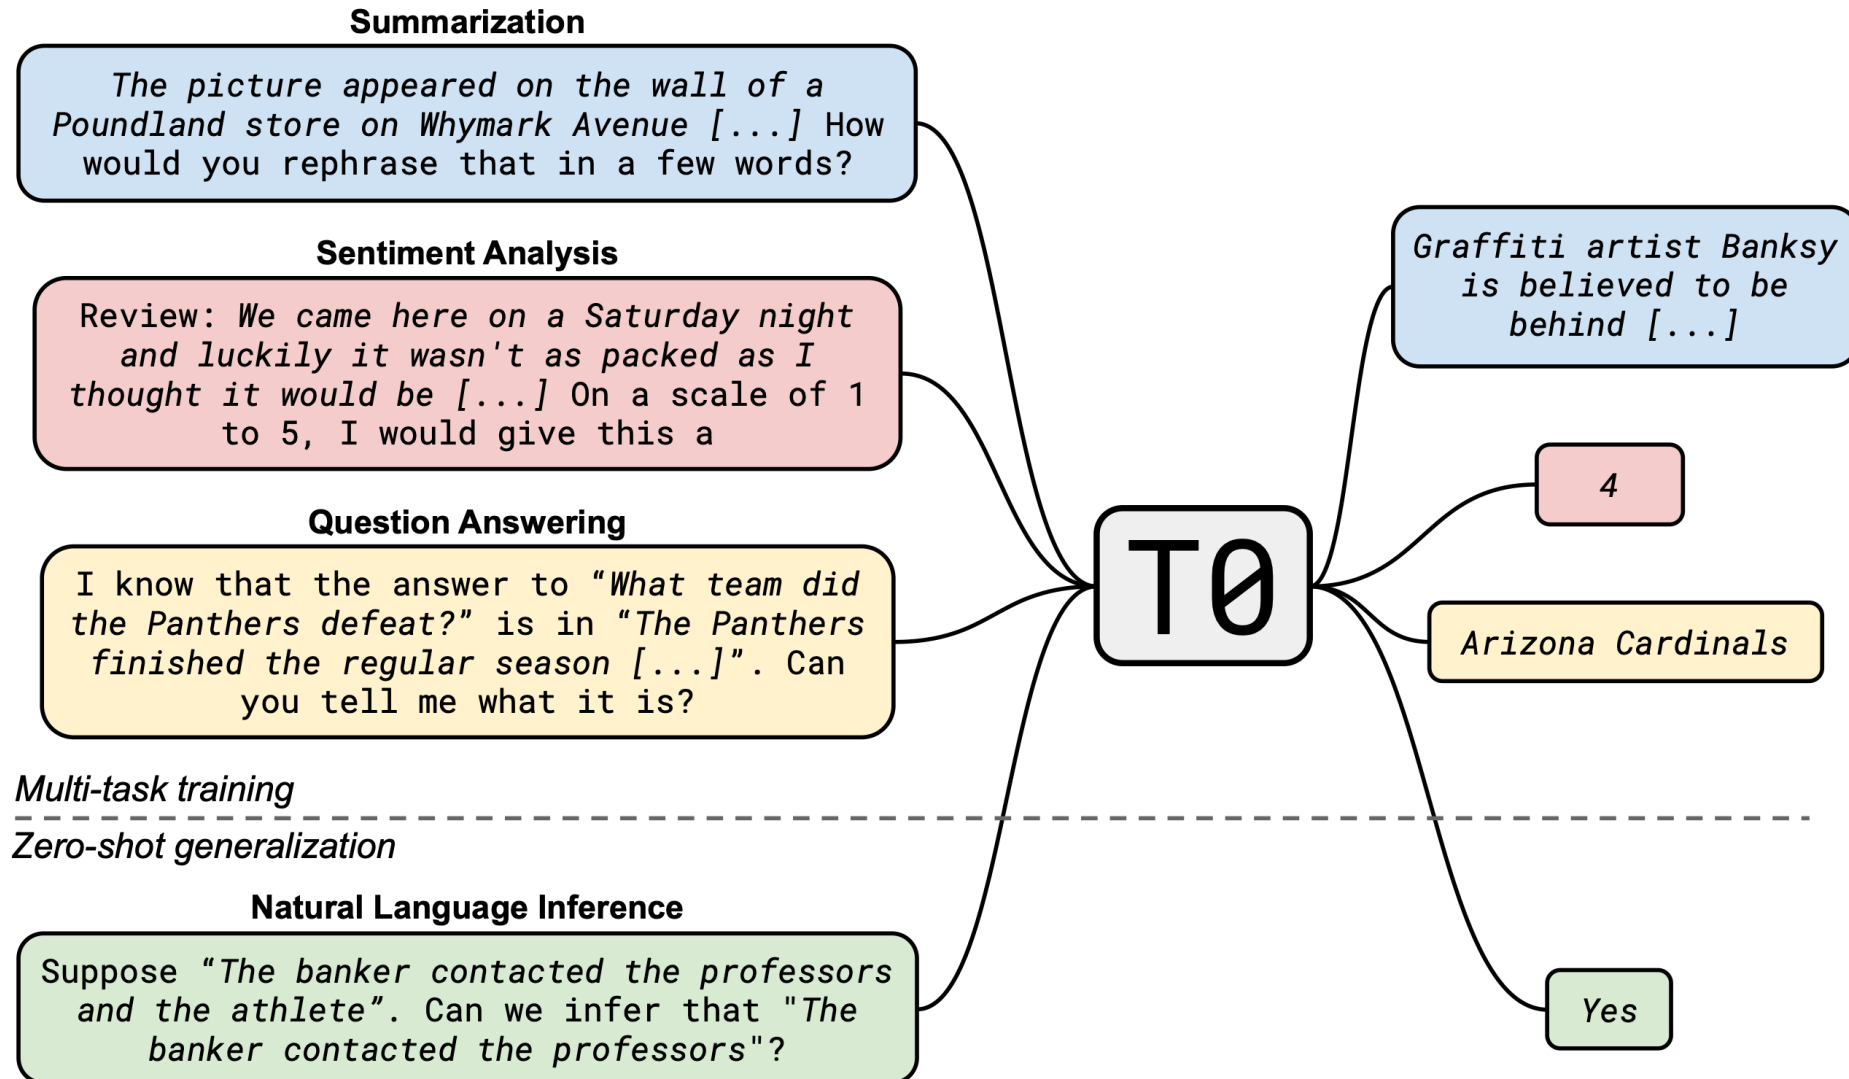 Summarization
The picture appeared on the wall of a
Poundland store on Whymark Avenue [...] How
would you rephrase that in a few words?
Sentiment Analysis
Review: We came here on a Saturday night
and luckily it wasn't as packed as I
thought it would be [...] On a scale of 1
to 5, I would give this a
Question Answering
I know that the answer to “What team did
the Panthers defeat?” is in “The Panthers
finished the regular season [...]”. Can
you tell me what it is?
Multi-task training
Zero-shot generalization
Natural Language Inference
Suppose “The banker contacted the professors
and the athlete”. Can we infer that "The
banker contacted the professors"?
T0
Graffiti artist Banksy
is believed to be
behind [...]
4
Arizona Cardinals
Yes